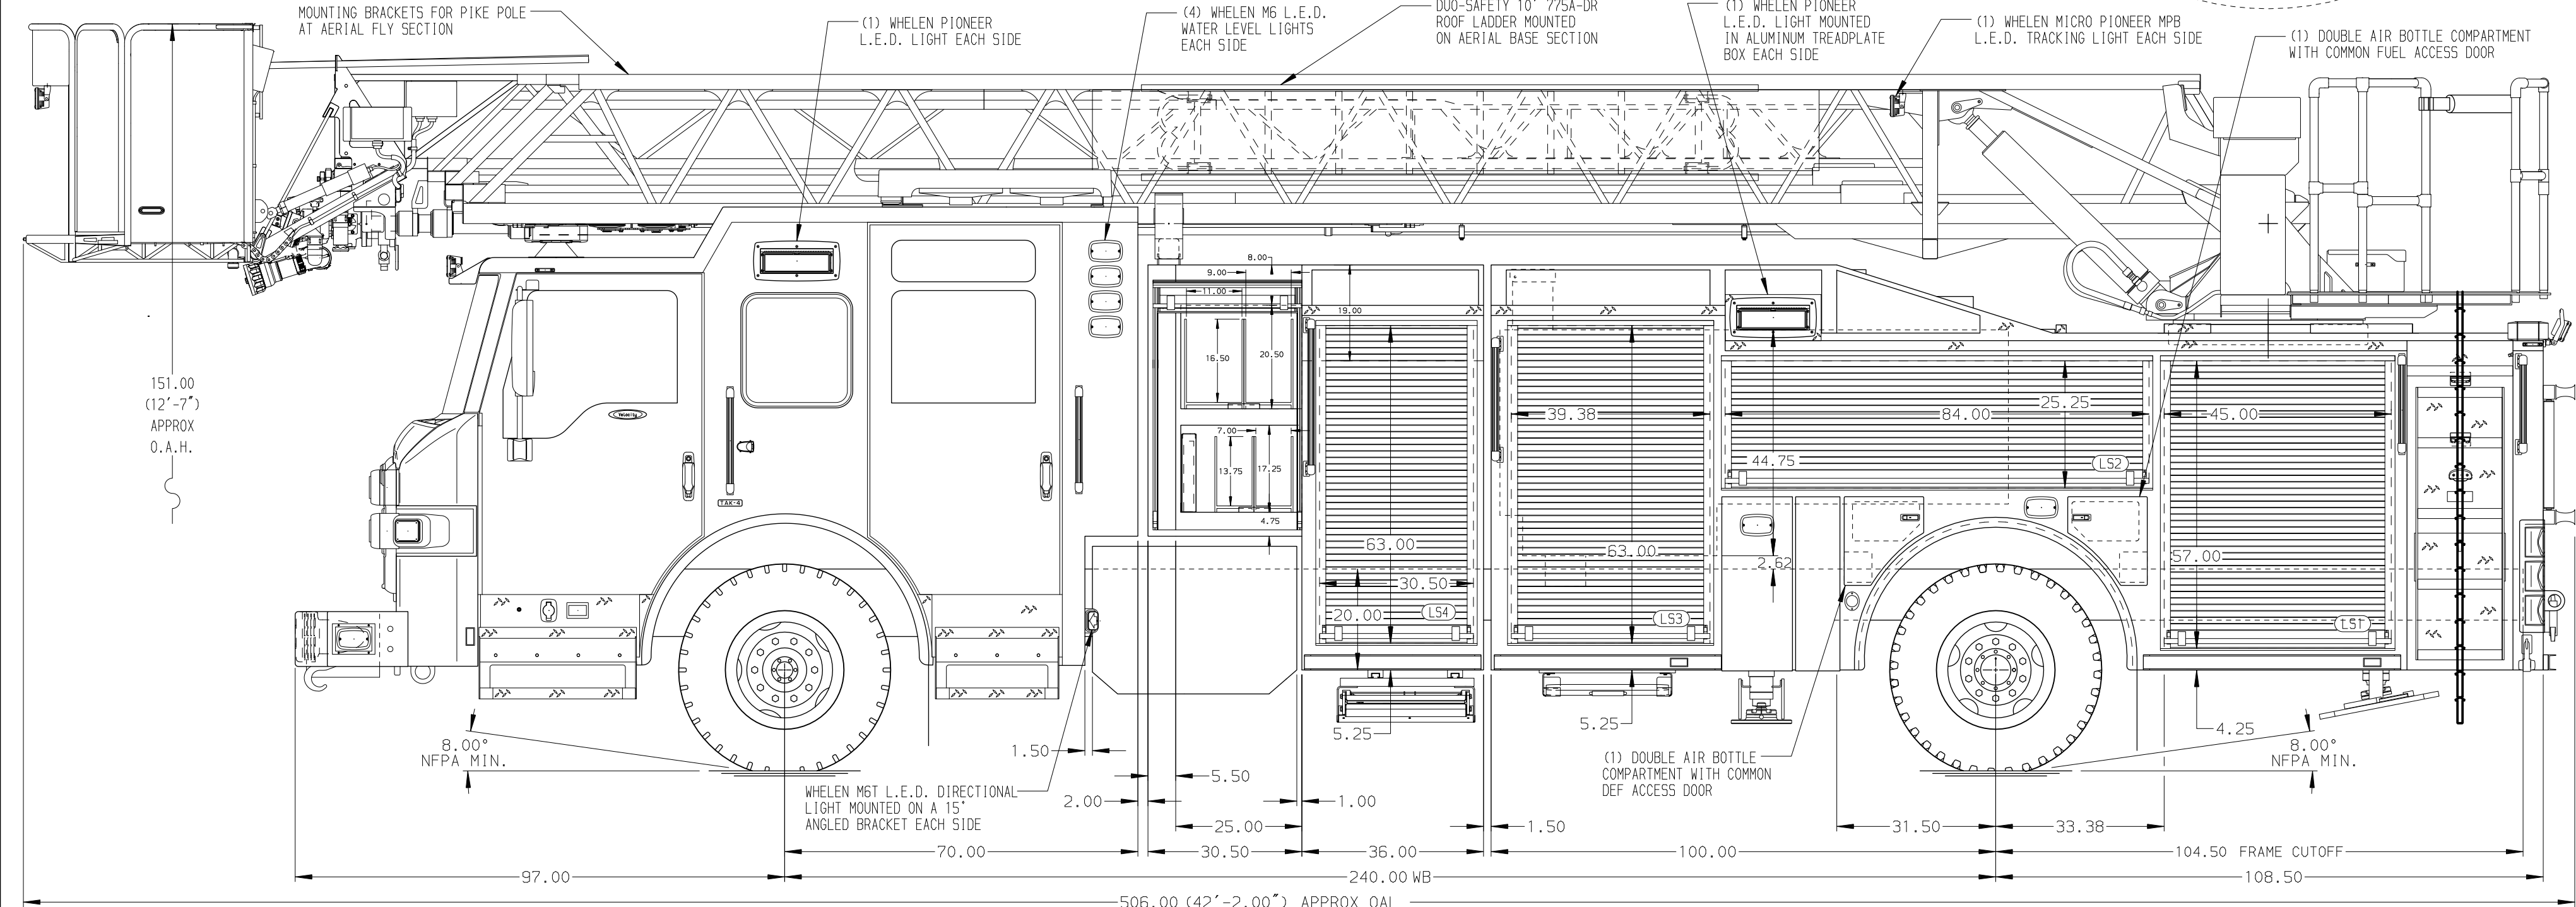 MOUNTING BRACKETS FOR PIKE POLE
AT AERIAL FLY SECTION
(1) WHELEN PIONEER
L.E.D. LIGHT EACH SIDE
(4) WHELEN M6 L.E.D.
WATER LEVEL LIGHTS
EACH SIDE
DUO-SAFETY 10' 775A-DR
ROOF LADDER MOUNTED
ON AERIAL BASE SECTION
(1) WHELEN PIONEER
L.E.D. LIGHT MOUNTED
IN ALUMINUM TREADPLATE
BOX EACH SIDE
(1) WHELEN MICRO PIONEER MPB
L.E.D. TRACKING LIGHT EACH SIDE
(1) DOUBLE AIR BOTTLE COMPARTMENT
WITH COMMON FUEL ACCESS DOOR
151.00
(12'-7")
APPROX
O.A.H.
8.00
9.00
11.00
19.00
16.50
20.50
7.00
13.75
17.25
4.75
Velocity
TAK-4
39.38
84.00
25.25
45.00
44.75
LS2
63.00
63.00
2.62
57.00
30.50
20.00
LS4
LS3
LS1
5.25
5.25
4.25
8.00°
NFPA MIN.
8.00°
NFPA MIN.
1.50
5.50
2.00
1.00
WHELEN M6T L.E.D. DIRECTIONAL
LIGHT MOUNTED ON A 15°
ANGLED BRACKET EACH SIDE
(1) DOUBLE AIR BOTTLE
COMPARTMENT WITH COMMON
DEF ACCESS DOOR
25.00
1.50
31.50
33.38
70.00
30.50
36.00
100.00
104.50 FRAME CUTOFF
97.00
240.00 WB
108.50
506.00 (42'-2.00") APPROX OAL